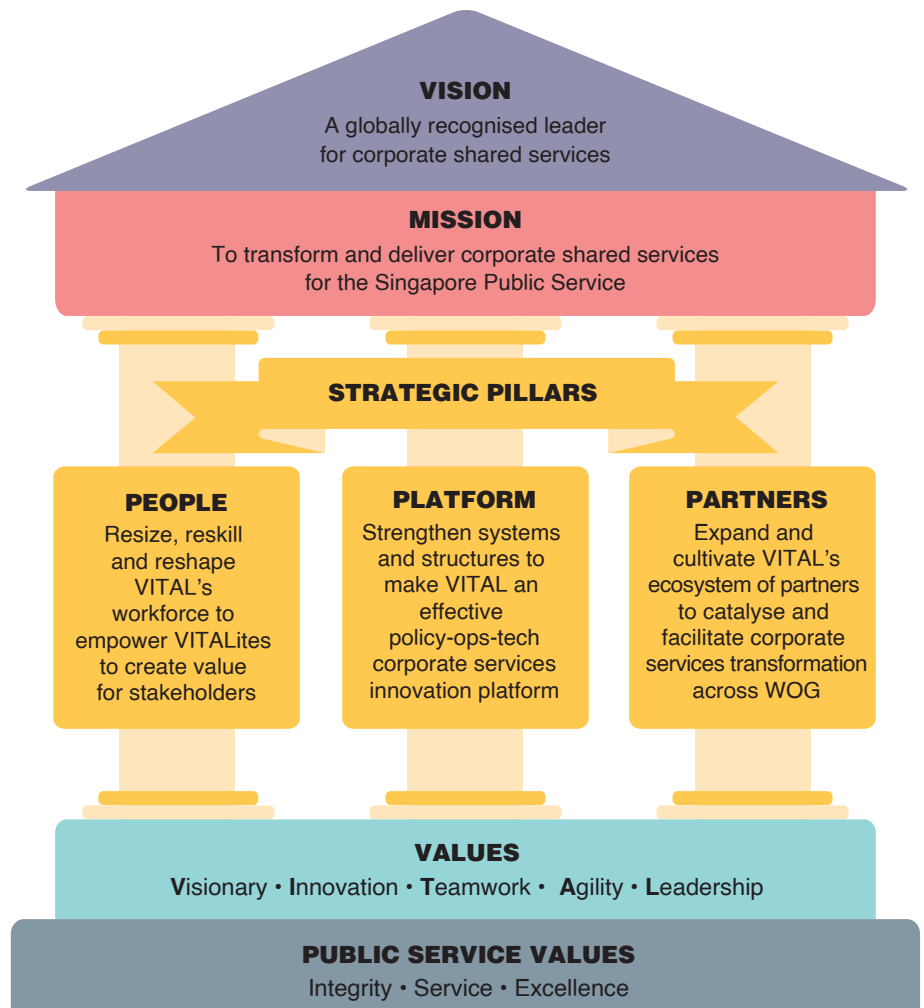 VISION
A globally recognised leader
for corporate shared services
MISSION
To transform and deliver corporate shared services
for the Singapore Public Service
STRATEGIC PILLARS
PEOPLE
Resize, reskill
and reshape
VITAL's
workforce to
empower VITALites
to create value
for stakeholders
PLATFORM
Strengthen systems
and structures to
make VITAL an
effective
policy-ops-tech
corporate services
innovation platform
PARTNERS
Expand and
cultivate VITAL's
ecosystem of partners
to catalyse and
facilitate corporate
services transformation
across WOG
VALUES
Visionary • Innovation • Teamwork • Agility • Leadership
PUBLIC SERVICE VALUES
Integrity • Service • Excellence